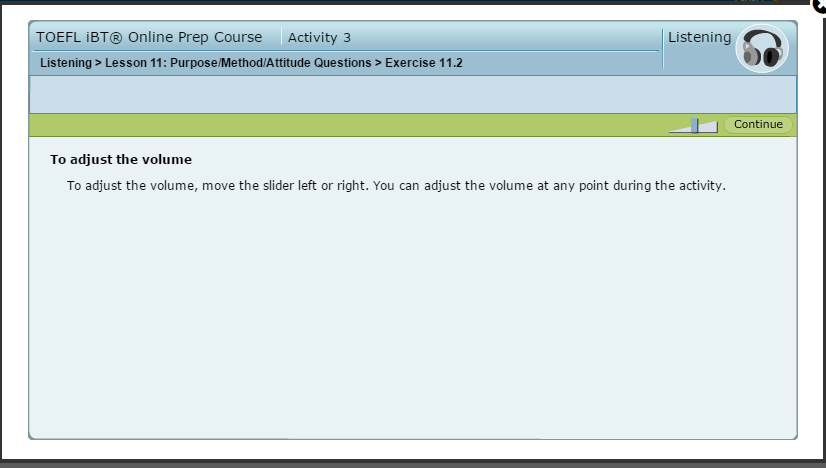 TOEFL iBT® Online Prep Course Activity 3 Listening
Listening > Lesson 11: Purpose/Method/Attitude Questions > Exercise 11.2
Continue
To adjust the volume
To adjust the volume, move the slider left or right. You can adjust the volume at any point during the activity.